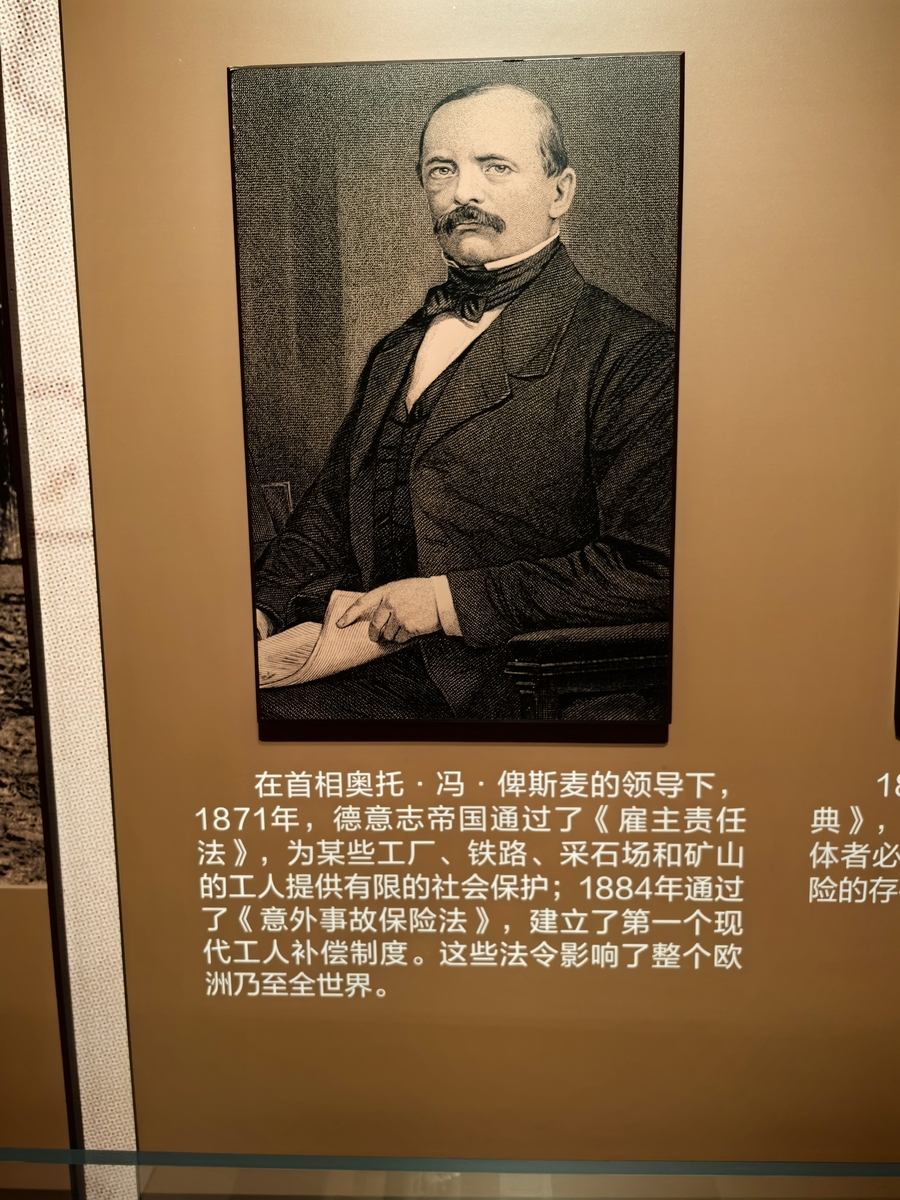 在首相奥托·冯·俾斯麦的领导下，
1871年，德意志帝国通过了《雇主责任
法》，为某些工厂、铁路、采石场和矿山
的工人提供有限的社会保护；1884年通过
了《意外事故保险法》，建立了第一个现
代工人补偿制度。这些法令影响了整个欧
洲乃至全世界。
18
典》，
体者必
险的存